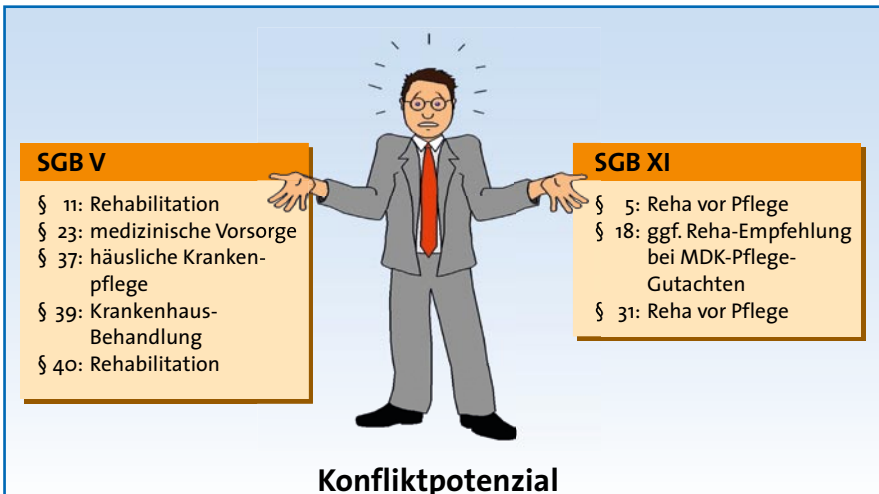 SGB V
§ 11: Rehabilitation
§ 23: medizinische Vorsorge
§ 37: häusliche Kranken-
pflege
§ 39: Krankenhaus-
Behandlung
§ 40: Rehabilitation
SGB XI
§ 5: Reha vor Pflege
§ 18: ggf. Reha-Empfehlung
bei MDK-Pflege-
Gutachten
§ 31: Reha vor Pflege
Konfliktpotenzial